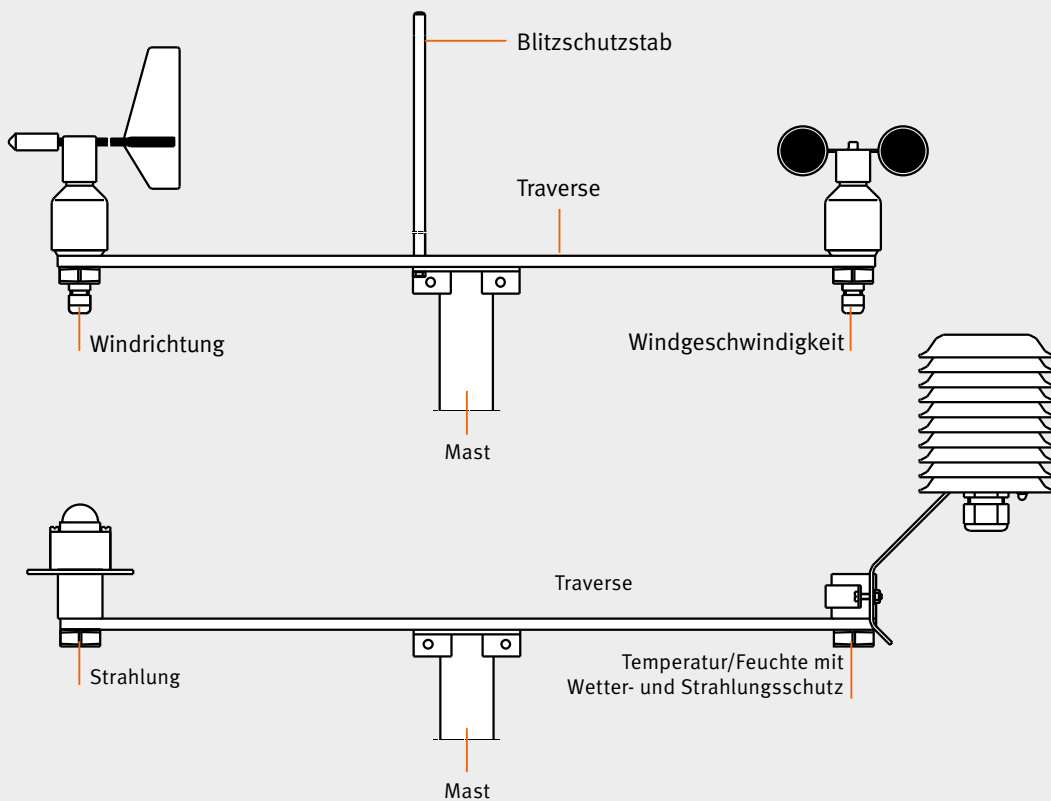 Blitzschutzstab
Traverse
Windrichtung
Windgeschwindigkeit
Mast
Traverse
Strahlung
Temperatur/Feuchte mit
Wetter- und Strahlungsschutz
Mast